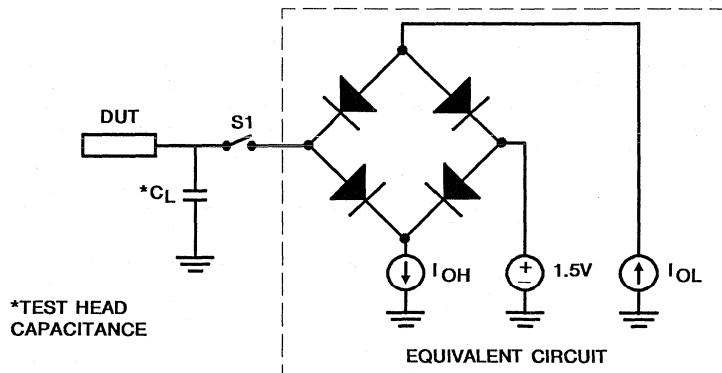 DUT
S1
*CL
IOH
+
−
1.5V
IOL
*TEST HEAD
CAPACITANCE
EQUIVALENT CIRCUIT